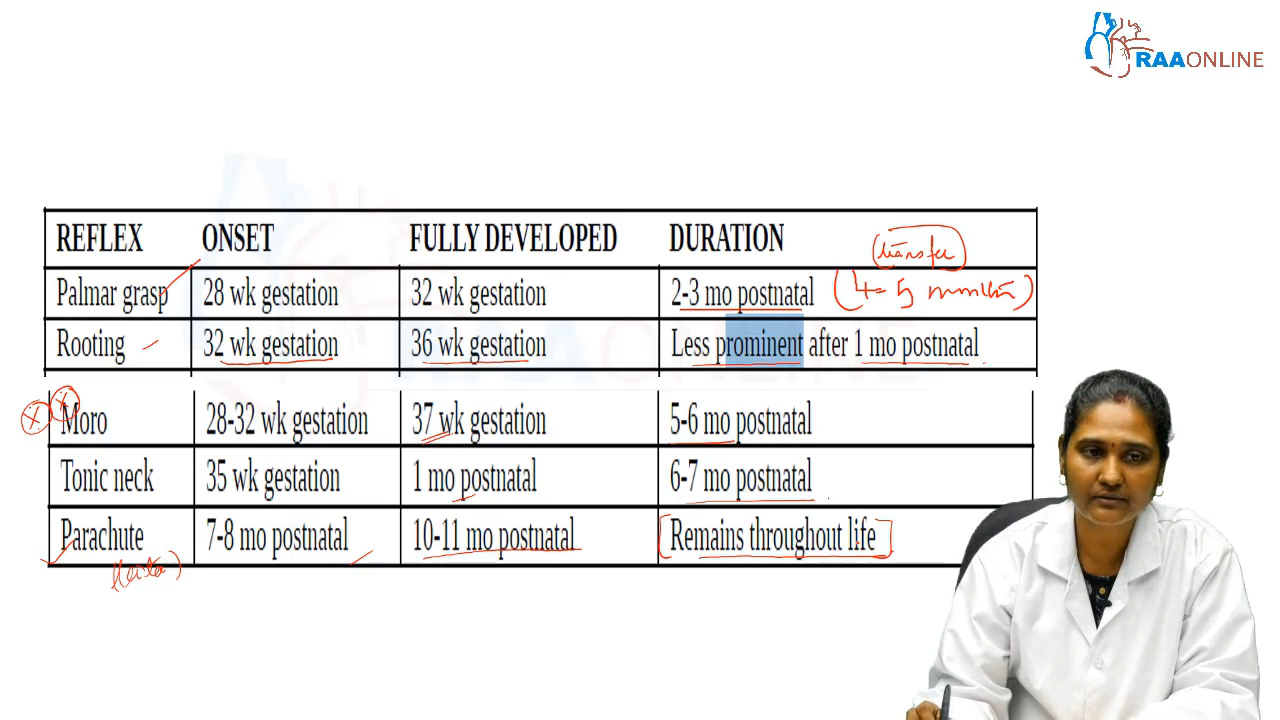 RAAONLINE
REFLEX ONSET FULLY DEVELOPED DURATION
transfer
Palmar grasp 28 wk gestation 32 wk gestation 2-3 mo postnatal (4-5 months)
Rooting 32 wk gestation 36 wk gestation Less prominent after 1 mo postnatal
Moro 28-32 wk gestation 37 wk gestation 5-6 mo postnatal
Tonic neck 35 wk gestation 1 mo postnatal 6-7 mo postnatal
Parachute 7-8 mo postnatal 10-11 mo postnatal Remains throughout life